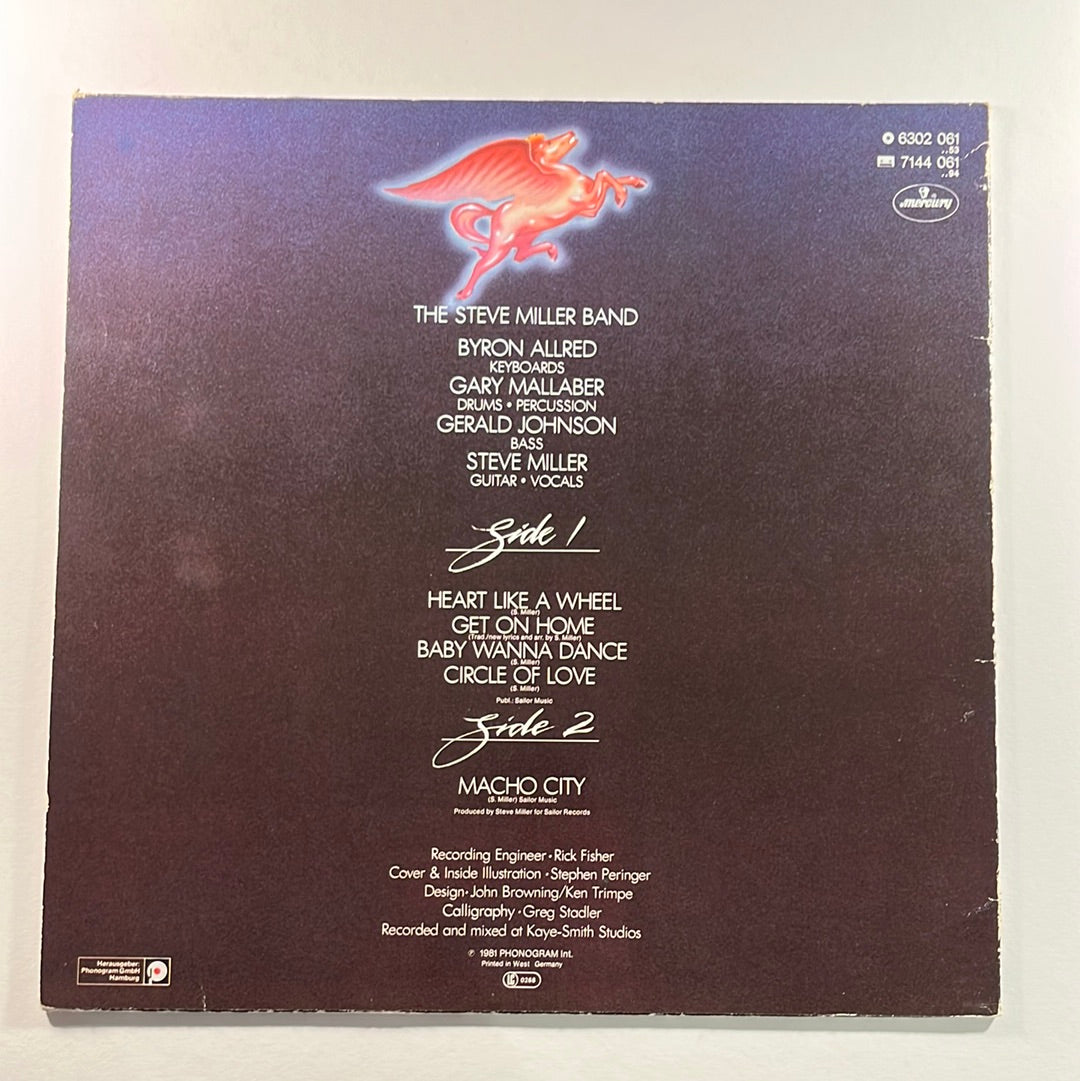 6302 061
..53
7144 061
..94
mercury
THE STEVE MILLER BAND
BYRON ALLRED
KEYBOARDS
GARY MALLABER
DRUMS • PERCUSSION
GERALD JOHNSON
BASS
STEVE MILLER
GUITAR • VOCALS
Side 1
HEART LIKE A WHEEL
(S. Miller)
GET ON HOME
(Trad./new lyrics and arr. by S. Miller)
BABY WANNA DANCE
(S. Miller)
CIRCLE OF LOVE
(S. Miller)
Publ.: Sailor Music
Side 2
MACHO CITY
(S. Miller) Sailor Music
Produced by Steve Miller for Sailor Records
Recording Engineer • Rick Fisher
Cover & Inside Illustration • Stephen Peringer
Design • John Browning/Ken Trimpe
Calligraphy • Greg Stadler
Recorded and mixed at Kaye-Smith Studios
℗ 1981 PHONOGRAM Int.
Printed in West Germany
LC 0268
Herausgeber:
Phonogram GmbH
Hamburg